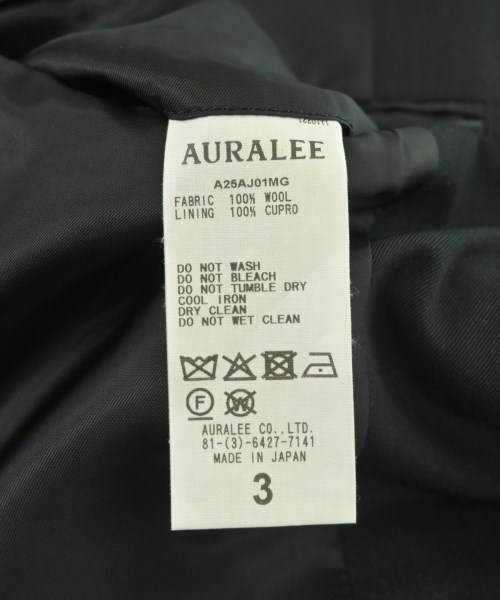 AURALEE
A25AJ01MG
FABRIC 100% WOOL
LINING 100% CUPRO
DO NOT WASH
DO NOT BLEACH
DO NOT TUMBLE DRY
COOL IRON
DRY CLEAN
DO NOT WET CLEAN
F
W
AURALEE CO.,LTD.
81-(3)-6427-7141
MADE IN JAPAN
3